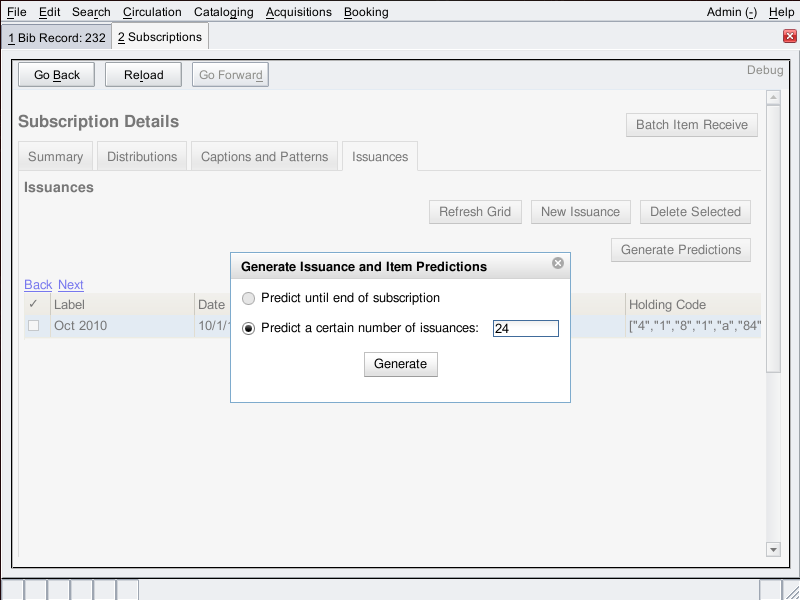 File Edit Search Circulation Cataloging Acquisitions Booking Admin (-) Help
1 Bib Record: 232 2 Subscriptions
Go Back Reload Go Forward Debug
Subscription Details
Batch Item Receive
Summary Distributions Captions and Patterns Issuances
Issuances
Refresh Grid New Issuance Delete Selected
Generate Predictions
Generate Issuance and Item Predictions
Back Next
Predict until end of subscription
✓ Label Date Holding Code
Oct 2010 10/1/ ["4","1","8","1","a","84"
Predict a certain number of issuances: 24
Generate